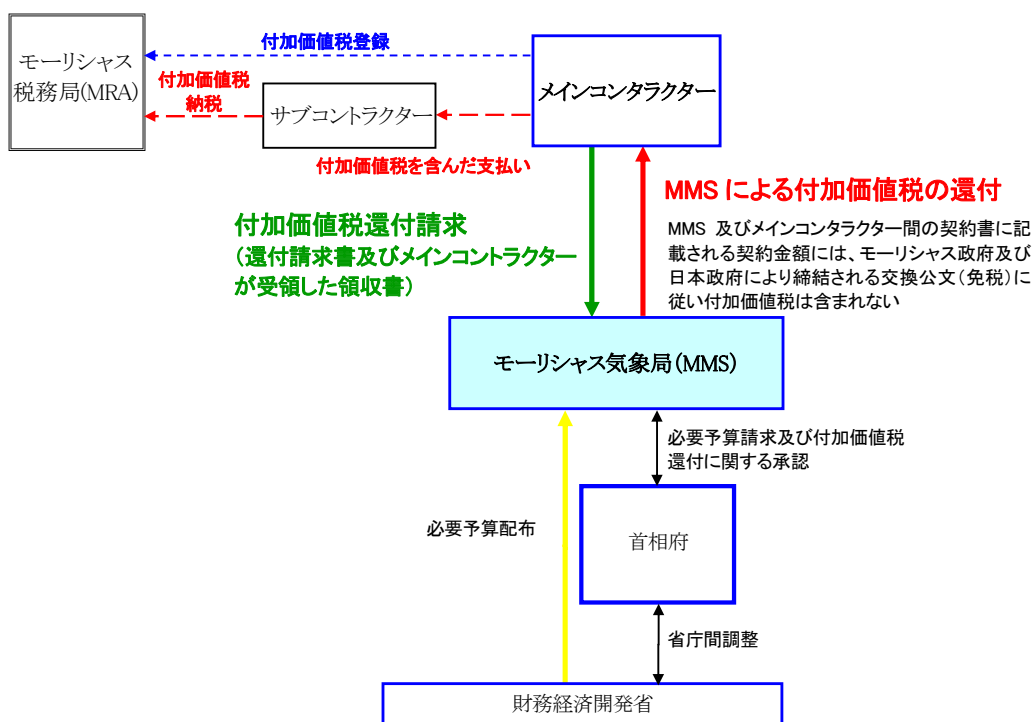 付加価値税登録
モーリシャス
税務局(MRA)
付加価値税
納税
サブコントラクター
メインコンタラクター
付加価値税を含んだ支払い
付加価値税還付請求
(還付請求書及びメインコントラクター
が受領した領収書)
MMS による付加価値税の還付
MMS 及びメインコンタラクター間の契約書に記
載される契約金額には、モーリシャス政府及び
日本政府により締結される交換公文(免税)に
従い付加価値税は含まれない
モーリシャス気象局(MMS)
必要予算請求及び付加価値税
還付に関する承認
必要予算配布
首相府
省庁間調整
財務経済開発省